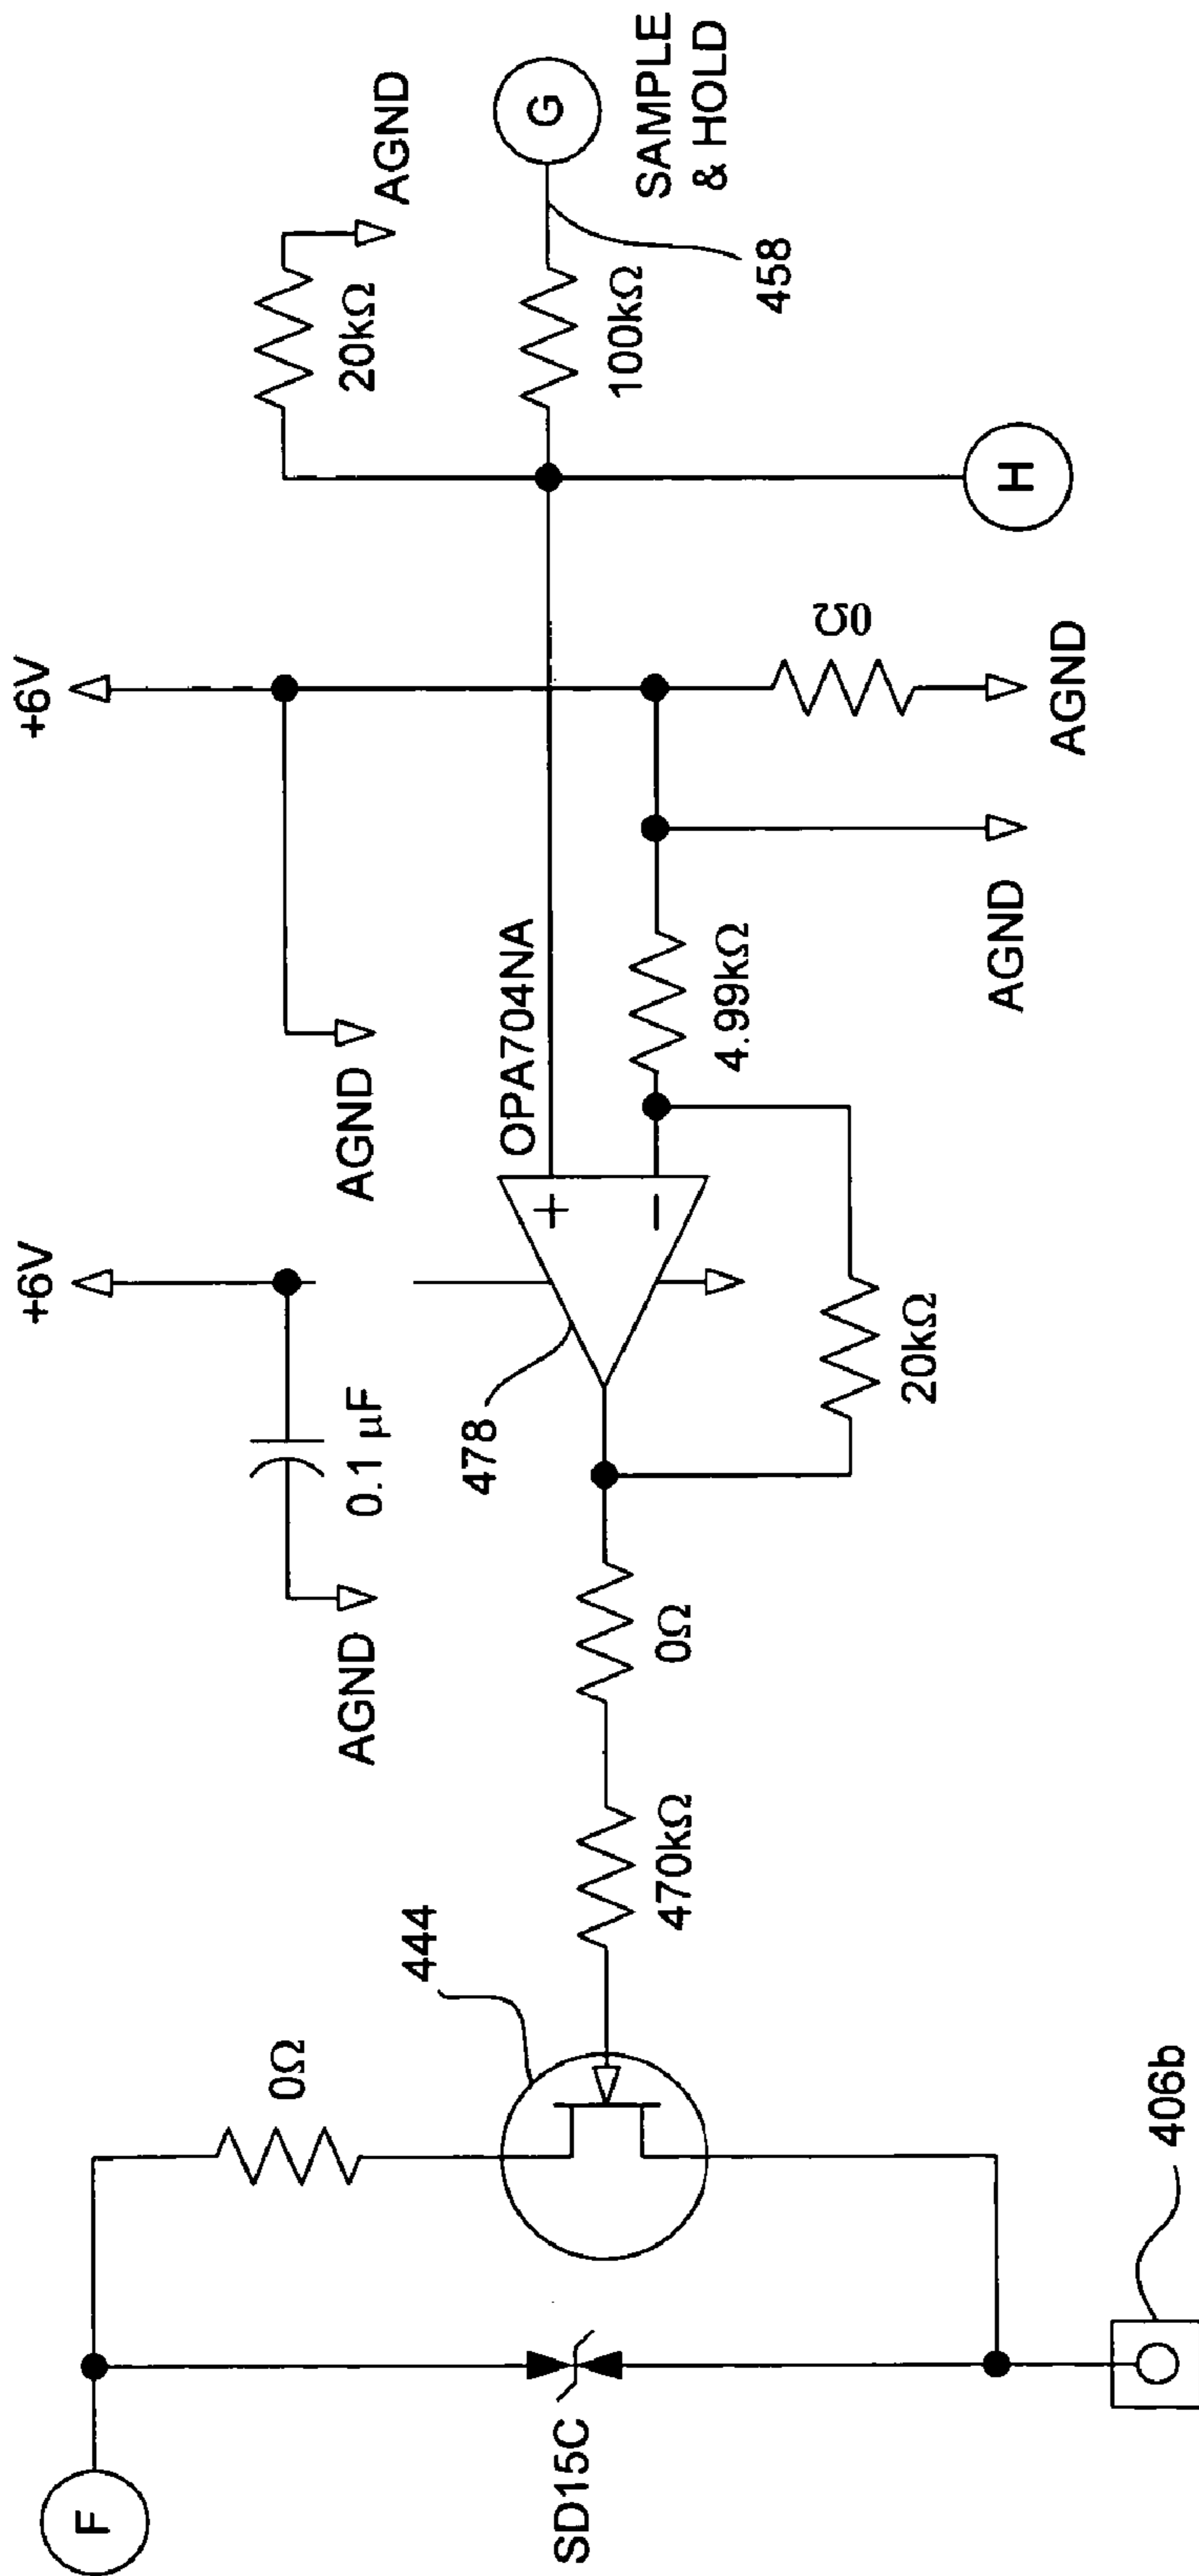 F
SD15C
406b
0Ω
444
470kΩ
0Ω
AGND
0.1 µF
+6V
478
20kΩ
OPA704NA
+
−
AGND
4.99kΩ
AGND
+6V
0Ω
AGND
H
20kΩ
AGND
100kΩ
458
G
SAMPLE
& HOLD